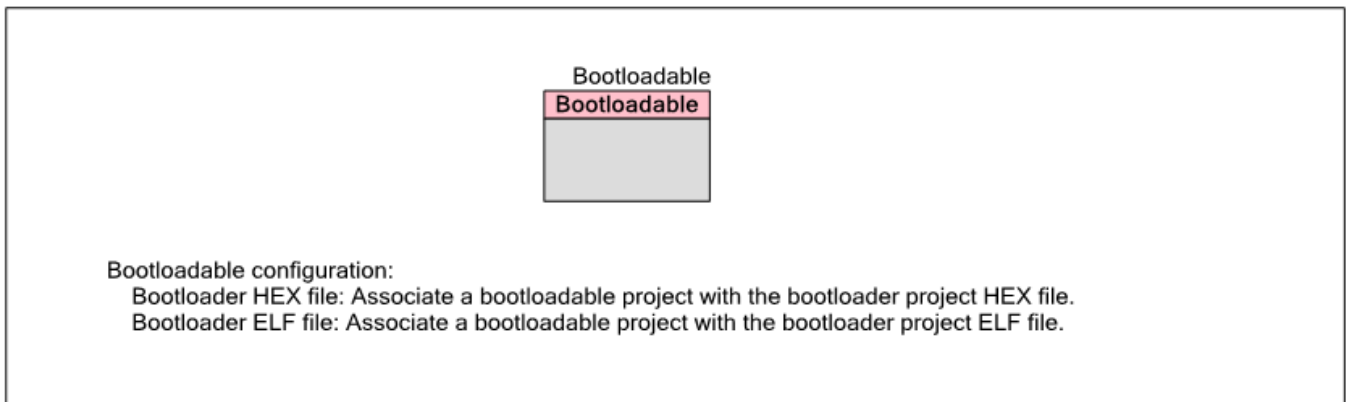 Bootloadable
Bootloadable
Bootloadable configuration:
Bootloader HEX file: Associate a bootloadable project with the bootloader project HEX file.
Bootloader ELF file: Associate a bootloadable project with the bootloader project ELF file.